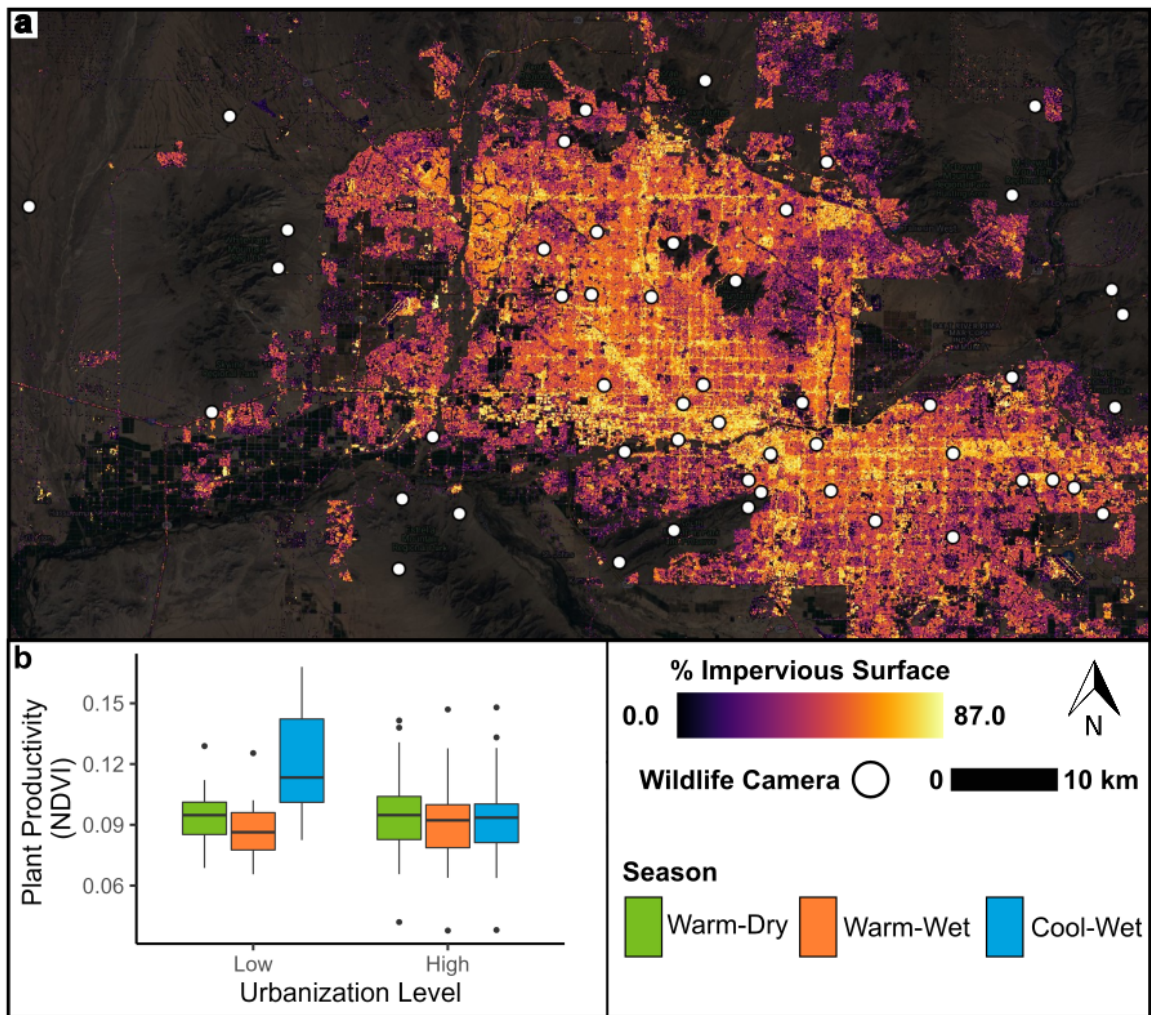 a
b
Plant Productivity
(NDVI)
0.15
0.12
0.09
0.06
Low
High
Urbanization Level
% Impervious Surface
0.0
87.0
N
Wildlife Camera
0
10 km
Season
Warm-Dry
Warm-Wet
Cool-Wet